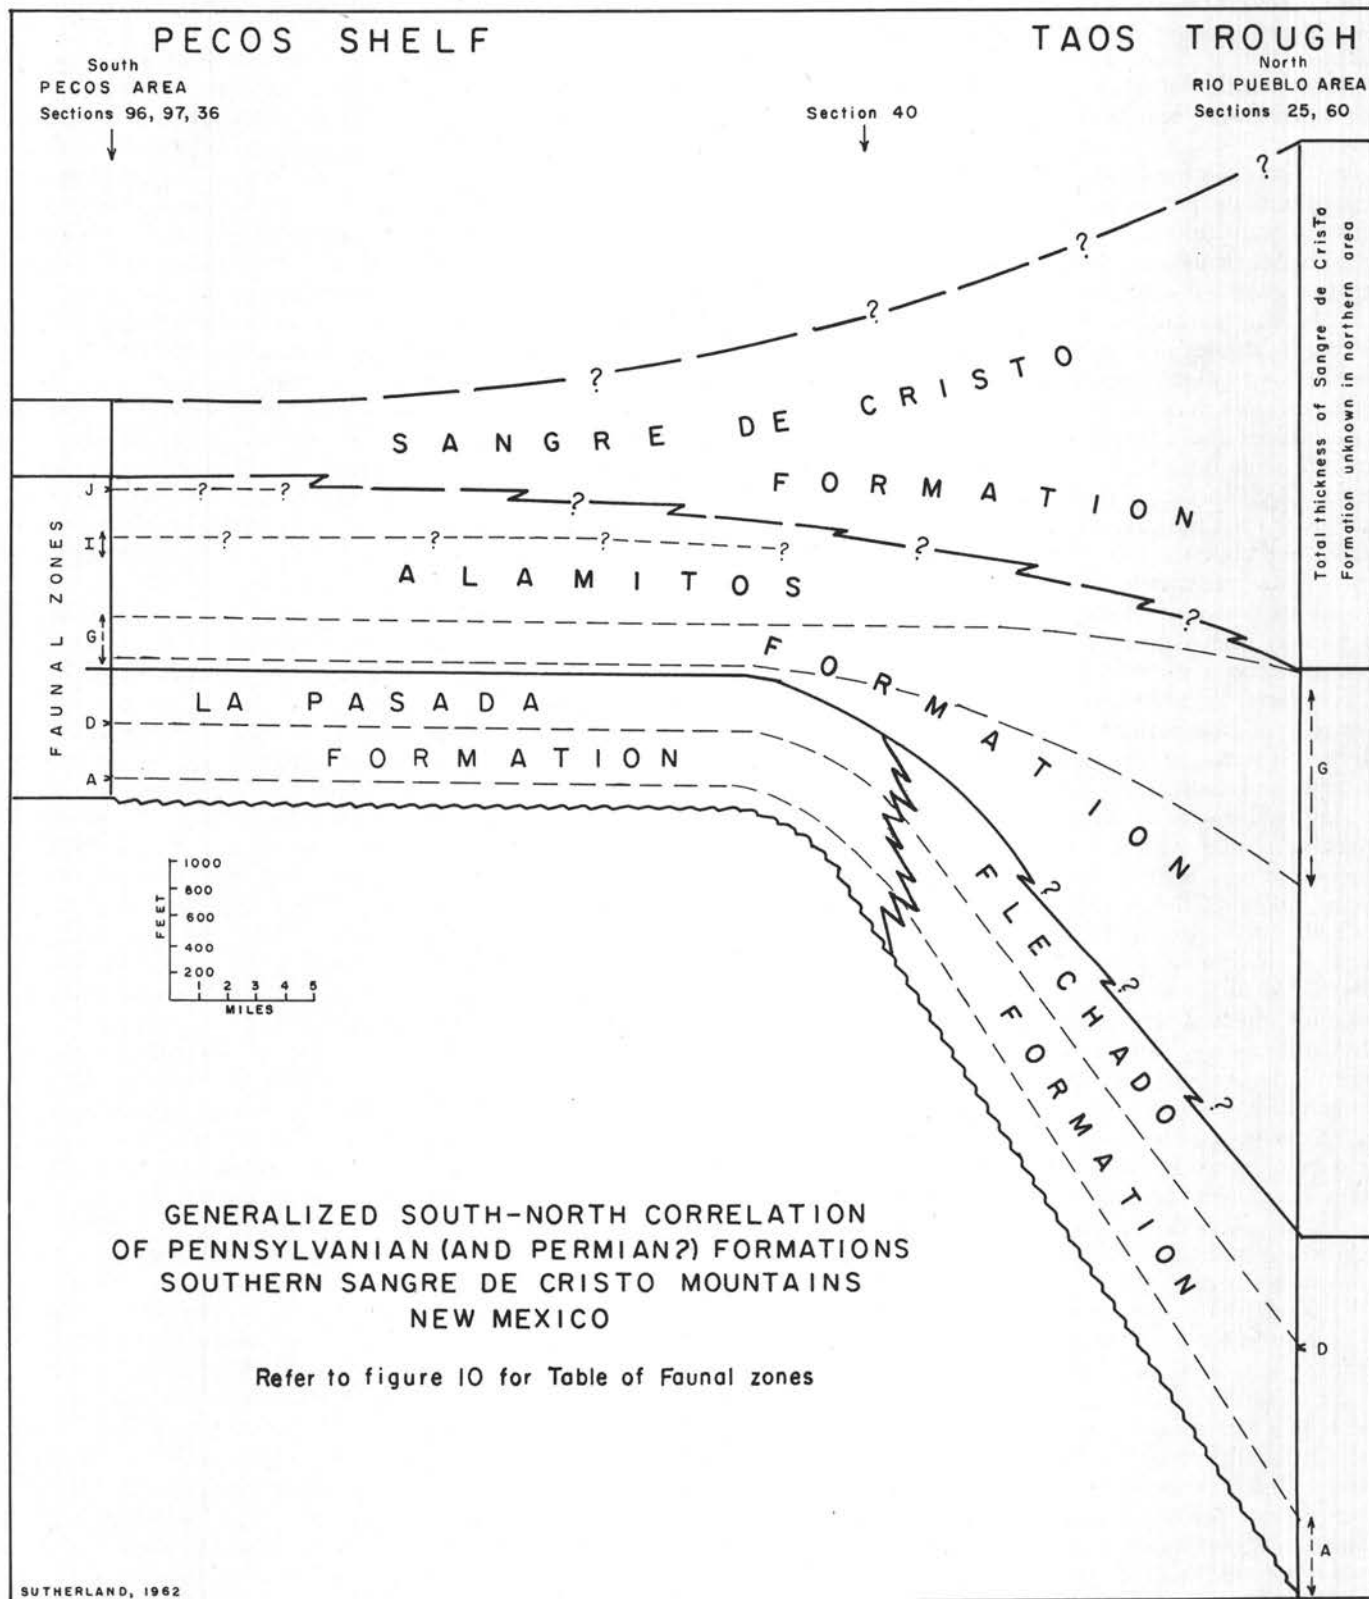 PECOS SHELF
TAOS TROUGH
South
PECOS AREA
Sections 96, 97, 36
Section 40
North
RIO PUEBLO AREA
Sections 25, 60
?
?
?
?
Total thickness of Sangre de Cristo
Formation unknown in northern area
SANGRE DE CRISTO
FORMATION
FAUNAL ZONES
J
? ?
?
I
? ? ? ?
?
ALAMITOS
FORMATION
?
G
G
LA PASADA
FORMATION
D
A
FEET
1000
800
600
400
200
1 2 3 4 5
MILES
FLECHADO
FORMATION
?
?
?
D
A
GENERALIZED SOUTH-NORTH CORRELATION
OF PENNSYLVANIAN (AND PERMIAN?) FORMATIONS
SOUTHERN SANGRE DE CRISTO MOUNTAINS
NEW MEXICO
Refer to figure 10 for Table of Faunal zones
SUTHERLAND, 1962